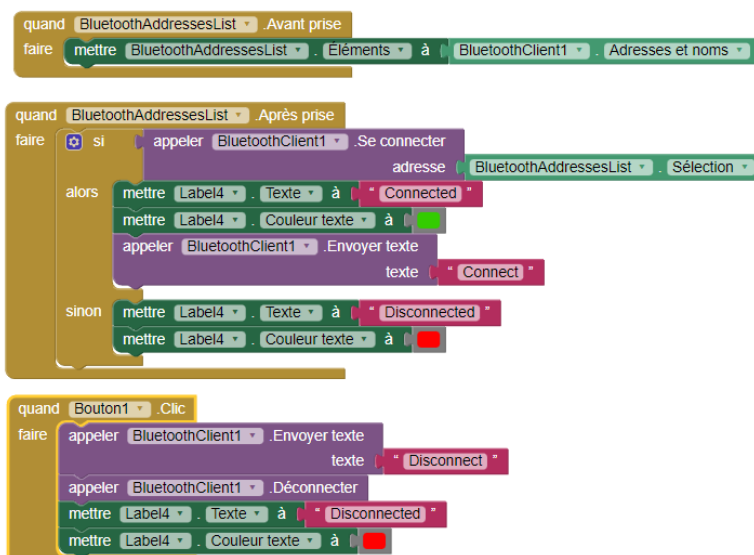 quand BluetoothAddressesList .Avant prise
faire mettre BluetoothAddressesList . Éléments à BluetoothClient1 . Adresses et noms
quand BluetoothAddressesList .Après prise
faire si appeler BluetoothClient1 .Se connecter
adresse BluetoothAddressesList . Sélection
alors mettre Label4 . Texte à " Connected "
mettre Label4 . Couleur texte à
appeler BluetoothClient1 .Envoyer texte
texte " Connect "
sinon mettre Label4 . Texte à " Disconnected "
mettre Label4 . Couleur texte à
quand Bouton1 .Clic
faire appeler BluetoothClient1 .Envoyer texte
texte " Disconnect "
appeler BluetoothClient1 .Déconnecter
mettre Label4 . Texte à " Disconnected "
mettre Label4 . Couleur texte à